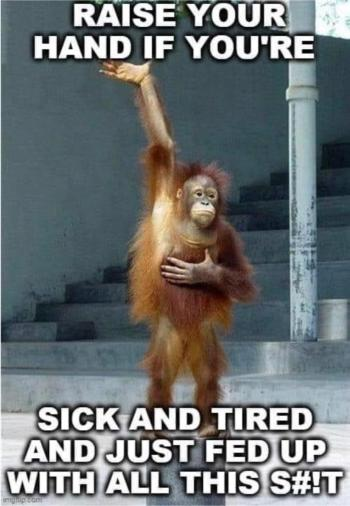 RAISE YOUR
HAND IF YOU'RE
SICK AND TIRED
AND JUST FED UP
WITH ALL THIS S#!T
imgflip.com